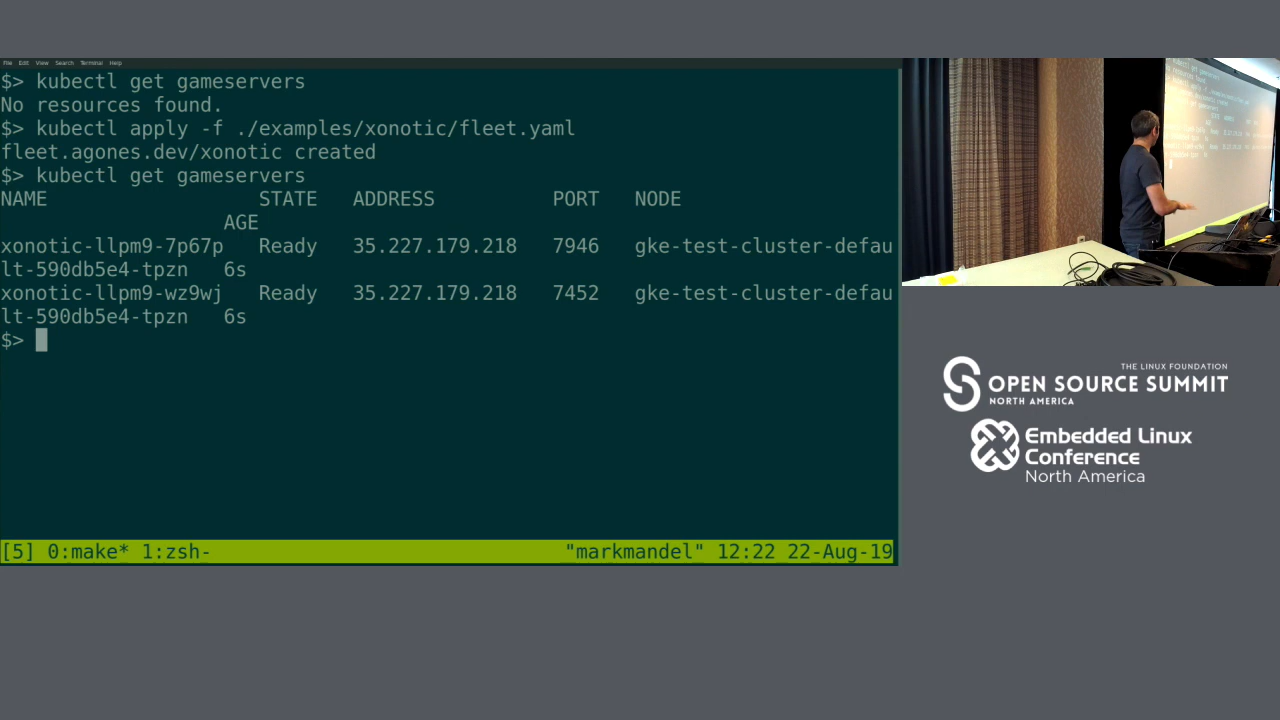 File Edit View Search Terminal Help
$> kubectl get gameservers
No resources found.
$> kubectl apply -f ./examples/xonotic/fleet.yaml
fleet.agones.dev/xonotic created
$> kubectl get gameservers
NAME STATE ADDRESS PORT NODE
AGE
xonotic-llpm9-7p67p Ready 35.227.179.218 7946 gke-test-cluster-defau
lt-590db5e4-tpzn 6s
xonotic-llpm9-wz9wj Ready 35.227.179.218 7452 gke-test-cluster-defau
lt-590db5e4-tpzn 6s
$>
[5] 0:make* 1:zsh- "markmandel" 12:22 22-Aug-19
THE LINUX FOUNDATION
OPEN SOURCE SUMMIT
NORTH AMERICA
Embedded Linux
Conference
North America